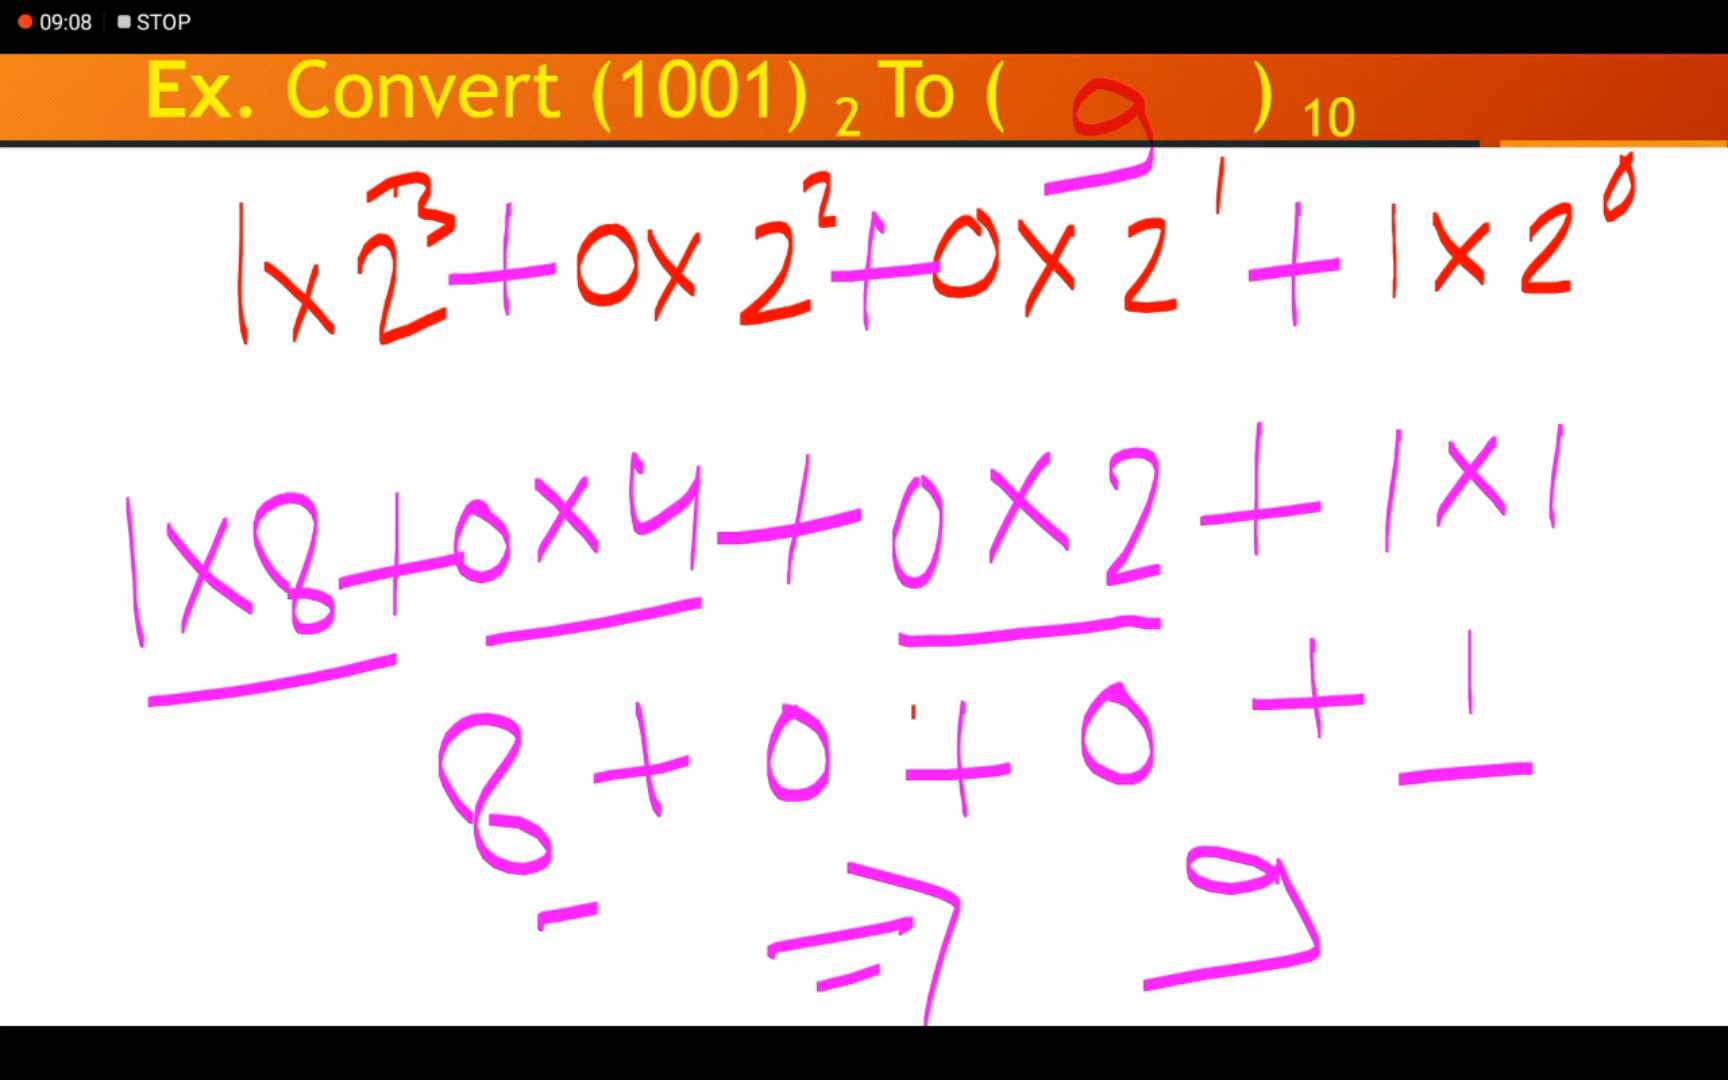 09:08 STOP
Ex. Convert (1001) 2 To ( 9 ) 10
1x2³+0x2²+0x2¹+1x2⁰
1x8+0x4+0x2+1x1
8+0+0+1
=> 9